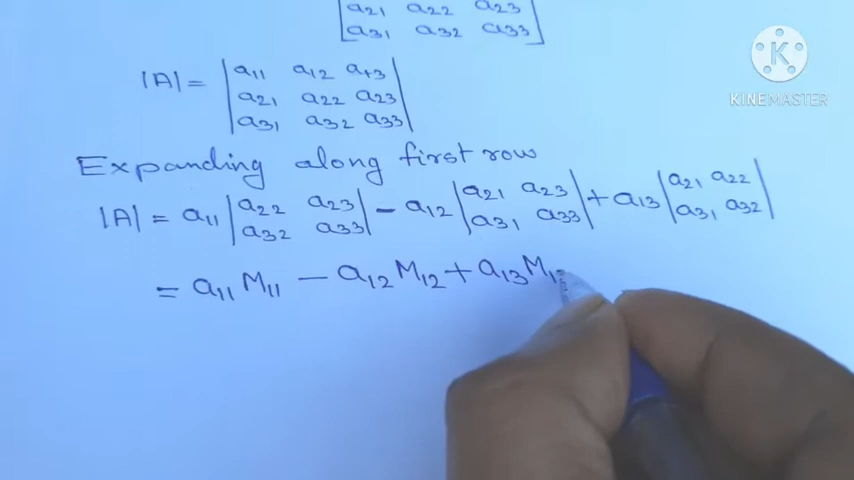 a21 a22 a23
a31 a32 a33
|A| = a11 a12 a13
a21 a22 a23
a31 a32 a33
Expanding along first row
|A| = a11 |a22 a23| - a12 |a21 a23| + a13 |a21 a22|
|a32 a33| |a31 a33| |a31 a32|
= a11 M11 - a12 M12 + a13 M1
K
KINEMASTER